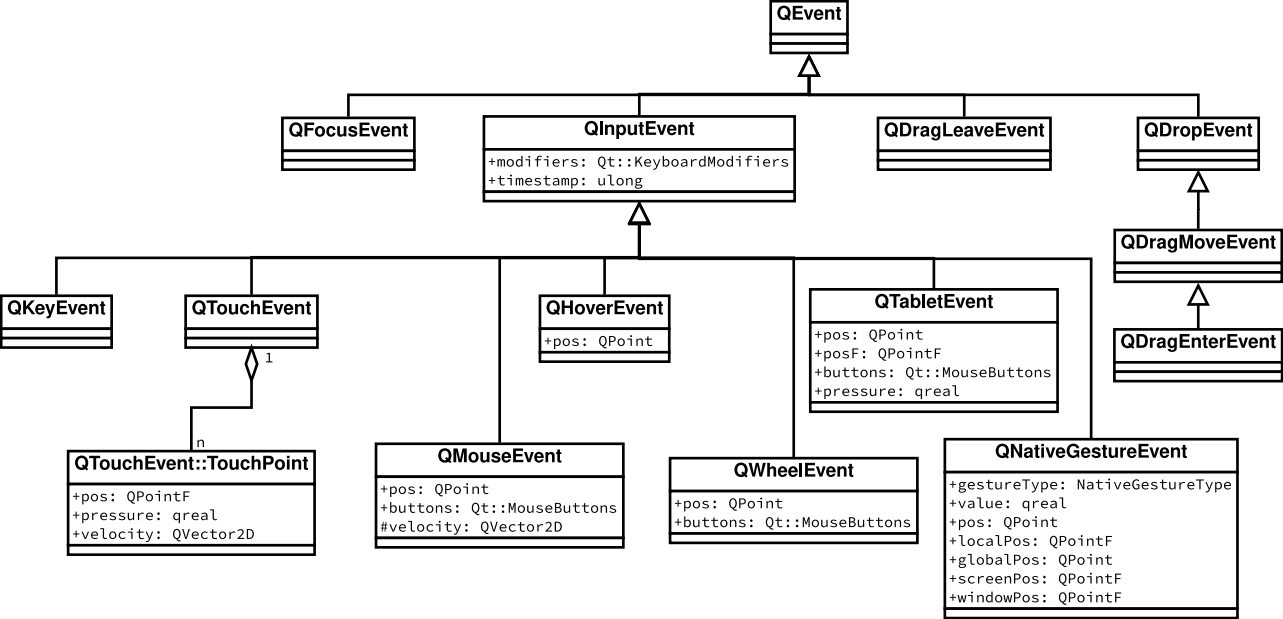 QEvent
QFocusEvent
QInputEvent
+modifiers: Qt::KeyboardModifiers
+timestamp: ulong
QDragLeaveEvent
QDropEvent
QDragMoveEvent
QDragEnterEvent
QKeyEvent
QTouchEvent
1
n
QTouchEvent::TouchPoint
+pos: QPointF
+pressure: qreal
+velocity: QVector2D
QMouseEvent
+pos: QPoint
+buttons: Qt::MouseButtons
#velocity: QVector2D
QHoverEvent
+pos: QPoint
QWheelEvent
+pos: QPoint
+buttons: Qt::MouseButtons
QTabletEvent
+pos: QPoint
+posF: QPointF
+buttons: Qt::MouseButtons
+pressure: qreal
QNativeGestureEvent
+gestureType: NativeGestureType
+value: qreal
+pos: QPoint
+localPos: QPointF
+globalPos: QPoint
+screenPos: QPointF
+windowPos: QPointF